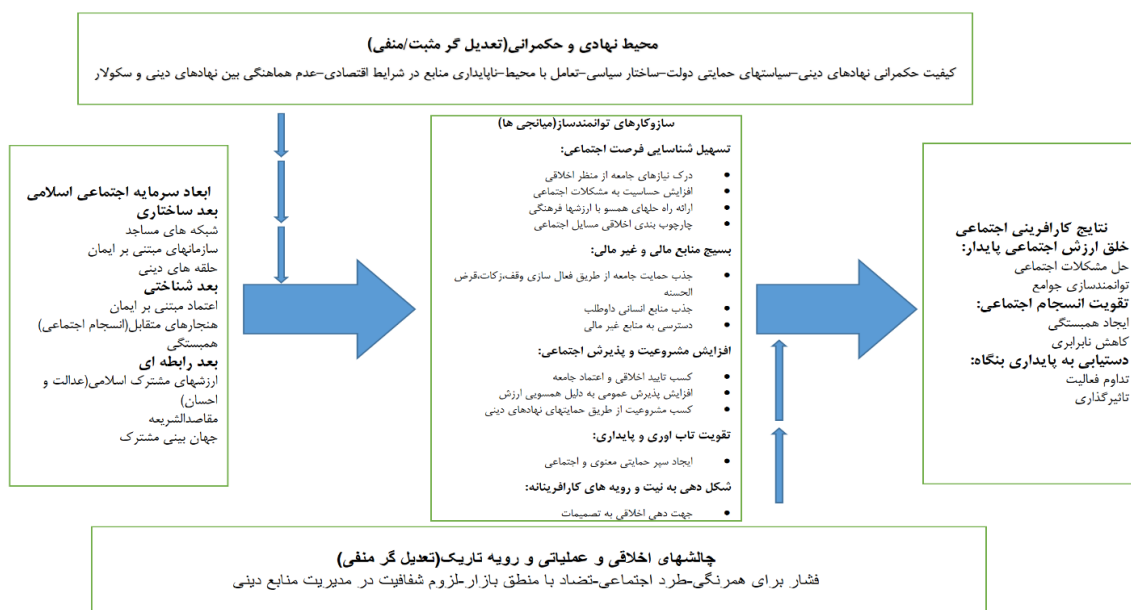 محیط نهادی و حکمرانی(تعدیل گر مثبت/منفی)
کیفیت حکمرانی نهادهای دینی–سیاستهای حمایتی دولت–ساختار سیاسی–تعامل با محیط–ناپایداری منابع در شرایط اقتصادی–عدم هماهنگی بین نهادهای دینی و سکولار
ابعاد سرمایه اجتماعی اسلامی
بعد ساختاری
شبکه های مساجد
سازمانهای مبتنی بر ایمان
حلقه های دینی
بعد شناختی
اعتماد مبتنی بر ایمان
هنجارهای متقابل(انسجام اجتماعی)
همبستگی
بعد رابطه ای
ارزشهای مشترک اسلامی(عدالت و
احسان)
مقاصدالشریعه
جهان بینی مشترک
سازوکارهای توانمندساز(میانجی ها)
تسهیل شناسایی فرصت اجتماعی:
درک نیازهای جامعه از منظر اخلاقی
افزایش حساسیت به مشکلات اجتماعی
ارائه راه حلهای همسو با ارزشها فرهنگی
چارچوب بندی اخلاقی مسایل اجتماعی
بسیج منابع مالی و غیر مالی:
جذب حمایت جامعه از طریق فعال سازی وقف،زکات،قرض
الحسنه
جذب منابع انسانی داوطلب
دسترسی به منابع غیر مالی
افزایش مشروعیت و پذیرش اجتماعی:
کسب تایید اخلاقی و اعتماد جامعه
افزایش پذیرش عمومی به دلیل همسویی ارزش
کسب مشروعیت از طریق حمایتهای نهادهای دینی
تقویت تاب اوری و پایداری:
ایجاد سپر حمایتی معنوی و اجتماعی
شکل دهی به نیت و رویه های کارافرینانه:
جهت دهی اخلاقی به تصمیمات
نتایج کارافرینی اجتماعی
خلق ارزش اجتماعی پایدار:
حل مشکلات اجتماعی
توانمندسازی جوامع
تقویت انسجام اجتماعی:
ایجاد همبستگی
کاهش نابرابری
دستیابی به پایداری بنگاه:
تداوم فعالیت
تاثیرگذاری
چالشهای اخلاقی و عملیاتی و رویه تاریک(تعدیل گر منفی)
فشار برای همرنگی-طرد اجتماعی-تضاد با منطق بازار-لزوم شفافیت در مدیریت منابع دینی